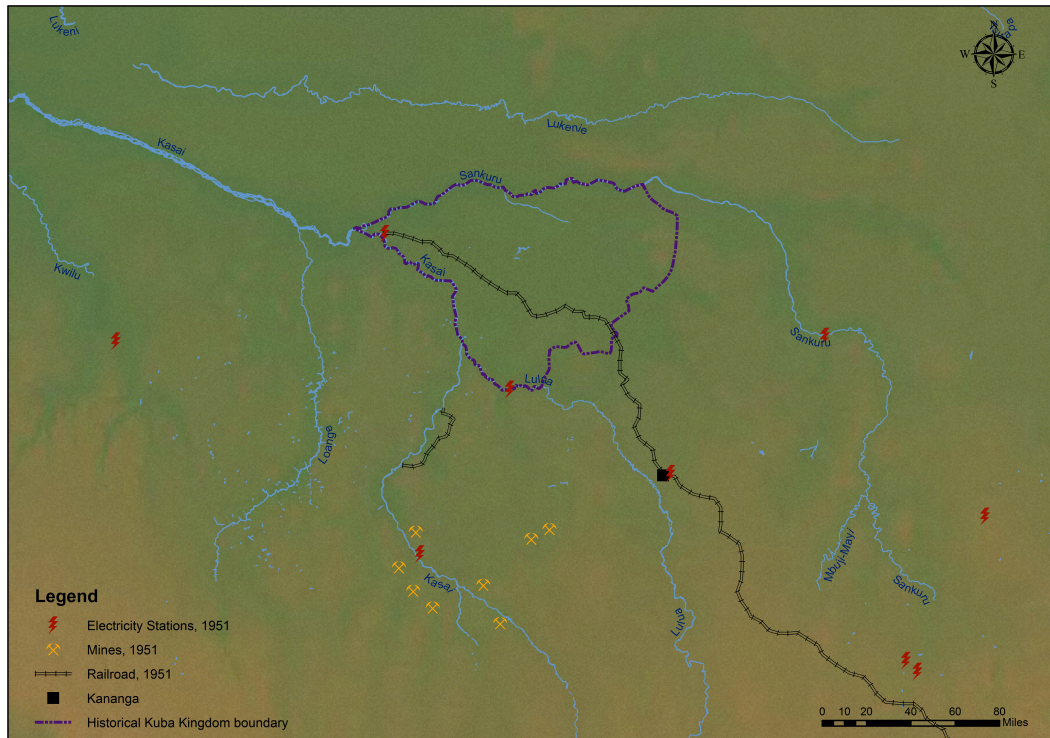 Lukeni
N
W E
S
Lukenie
Kasai
Sankuru
Kwilu
Kasai
Sankuru
Lulua
Loange
Mbuji-Mayi
Kasai
Sankuru
Lulua
Legend
Electricity Stations, 1951
Mines, 1951
Railroad, 1951
Kananga
Historical Kuba Kingdom boundary
0 10 20 40 60 80
Miles